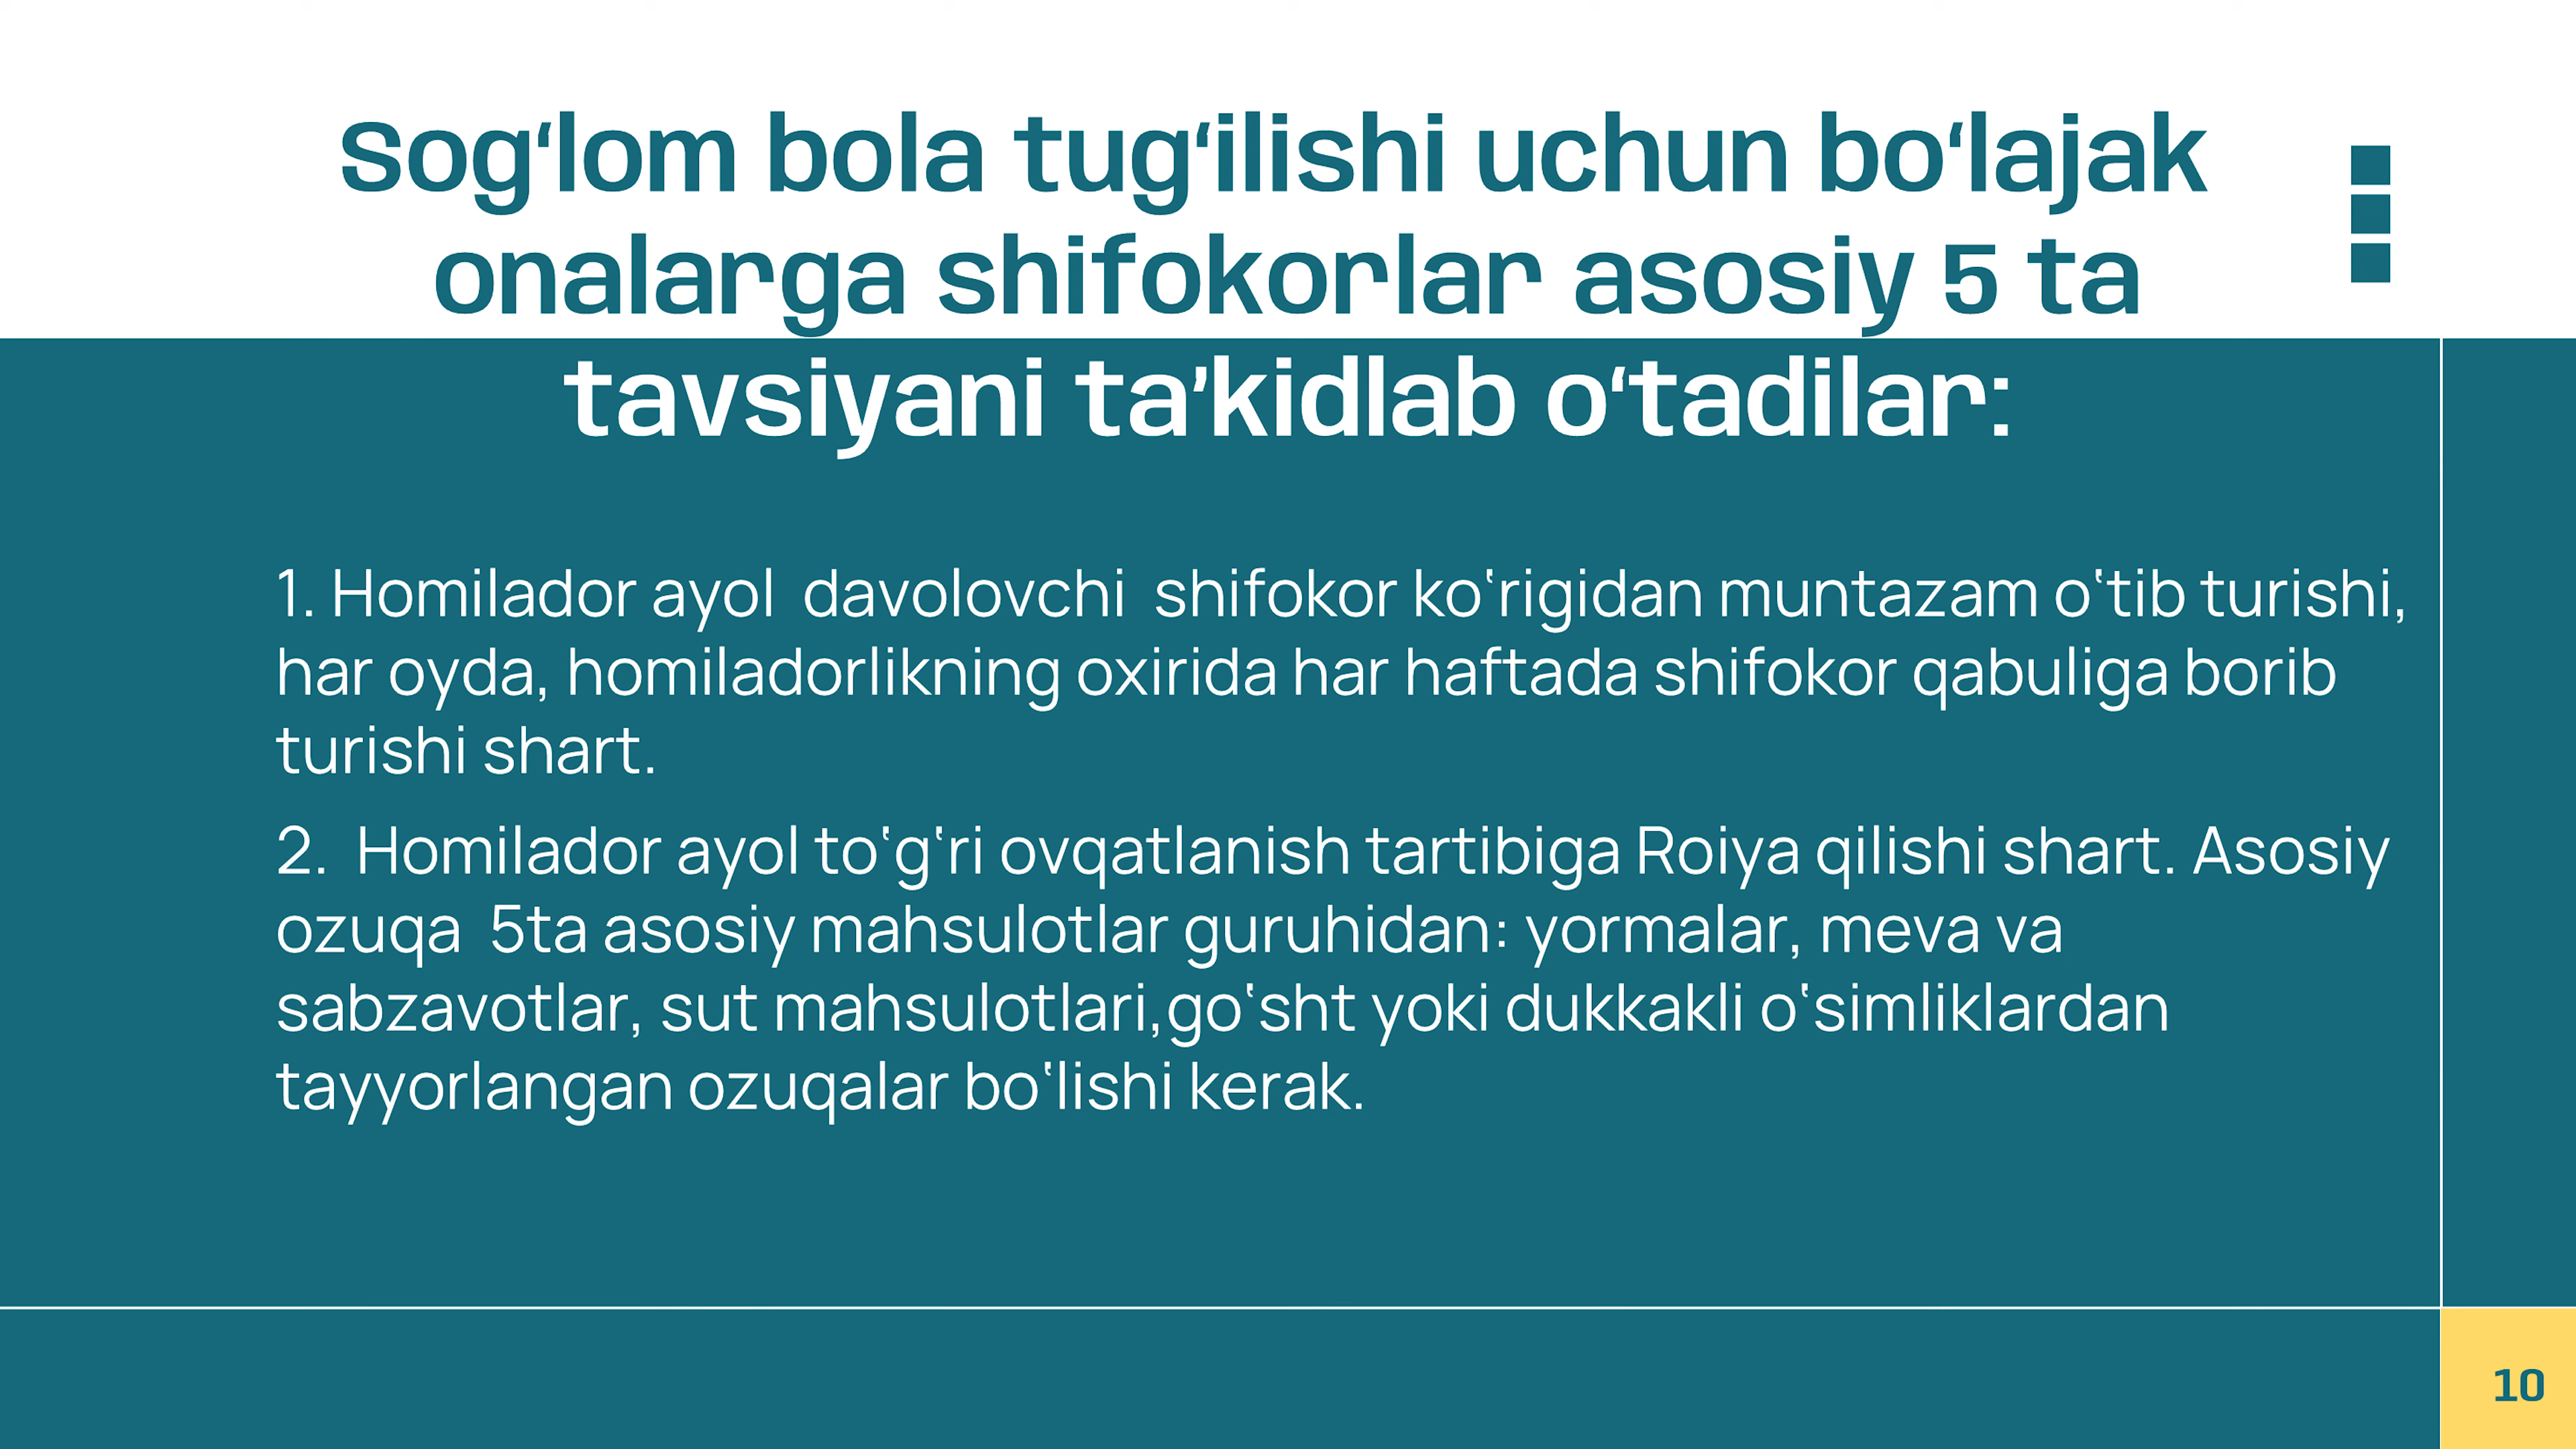 Sog‘lom bola tug‘ilishi uchun bo‘lajak
onalarga shifokorlar asosiy 5 ta
tavsiyani ta’kidlab o‘tadilar:
1. Homilador ayol  davolovchi  shifokor ko‘rigidan muntazam o‘tib turishi,
har oyda, homiladorlikning oxirida har haftada shifokor qabuliga borib
turishi shart.
2.  Homilador ayol to‘g‘ri ovqatlanish tartibiga Roiya qilishi shart. Asosiy
ozuqa  5ta asosiy mahsulotlar guruhidan: yormalar, meva va
sabzavotlar, sut mahsulotlari,go‘sht yoki dukkakli o‘simliklardan
tayyorlangan ozuqalar bo‘lishi kerak.
10